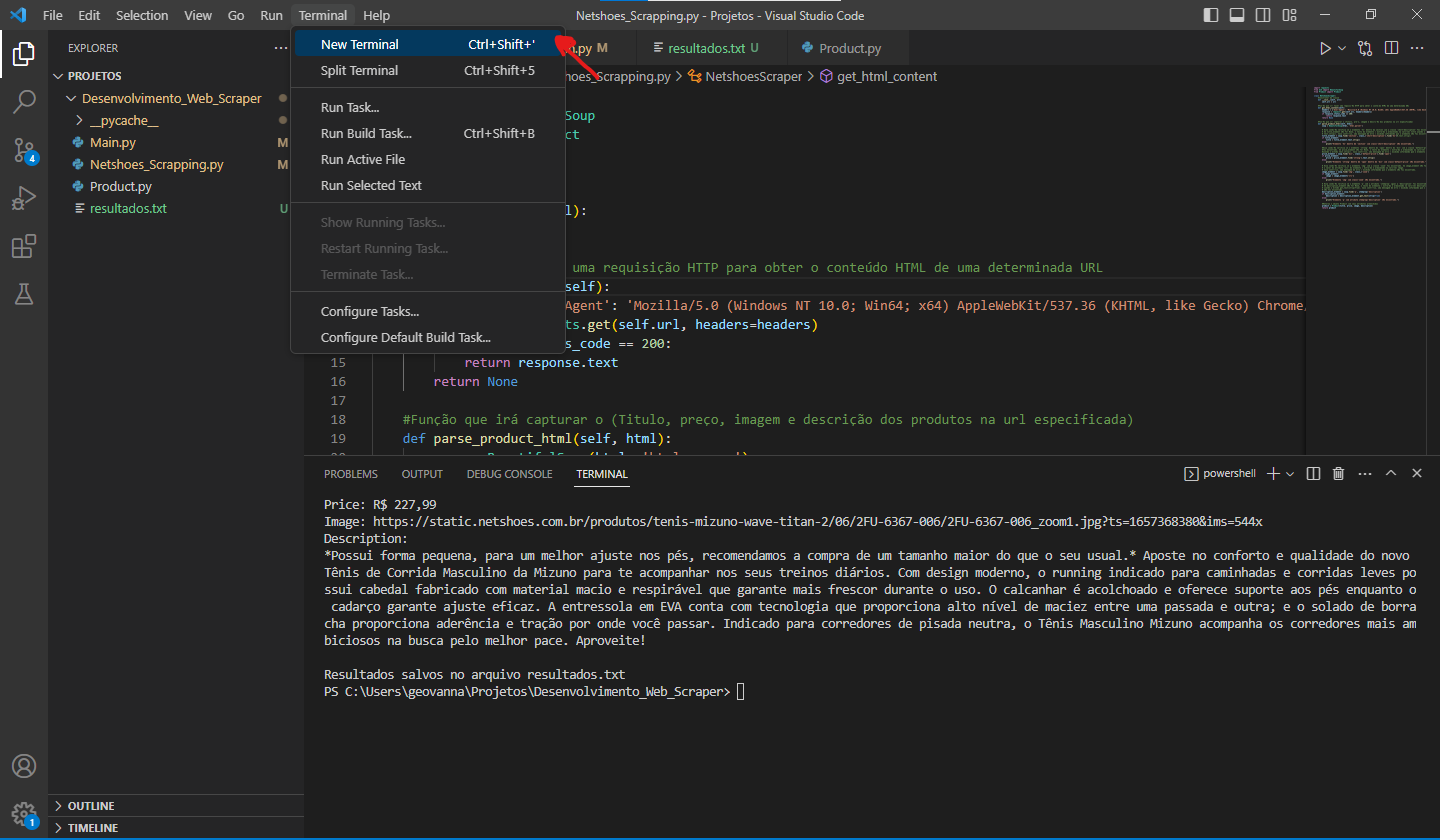 File Edit Selection View Go Run Terminal Help
Netshoes_Scrapping.py - Projetos - Visual Studio Code
EXPLORER
PROJETOS
Desenvolvimento_Web_Scraper
__pycache__
Main.py M
Netshoes_Scrapping.py M
Product.py
resultados.txt U
4
New Terminal Ctrl+Shift+'
Split Terminal Ctrl+Shift+5
Run Task...
Run Build Task... Ctrl+Shift+B
Run Active File
Run Selected Text
Show Running Tasks...
Restart Running Task...
Terminate Task...
Configure Tasks...
Configure Default Build Task...
n.py M
resultados.txt U
Product.py
hoes_Scrapping.py > NetshoesScraper > get_html_content
Soup
ct
l):
uma requisição HTTP para obter o conteúdo HTML de uma determinada URL
self):
Agent': 'Mozilla/5.0 (Windows NT 10.0; Win64; x64) AppleWebKit/537.36 (KHTML, like Gecko) Chrome/
ts.get(self.url, headers=headers)
s_code == 200:
15 return response.text
16 return None
17
18 #Função que irá capturar o (Titulo, preço, imagem e descrição dos produtos na url especificada)
19 def parse_product_html(self, html):
PROBLEMS OUTPUT DEBUG CONSOLE TERMINAL
powershell
Price: R$ 227,99
Image: https://static.netshoes.com.br/produtos/tenis-mizuno-wave-titan-2/06/2FU-6367-006/2FU-6367-006_zoom1.jpg?ts=1657368380&ims=544x
Description:
*Possui forma pequena, para um melhor ajuste nos pés, recomendamos a compra de um tamanho maior do que o seu usual.* Aposte no conforto e qualidade do novo
Tênis de Corrida Masculino da Mizuno para te acompanhar nos seus treinos diários. Com design moderno, o running indicado para caminhadas e corridas leves po
ssui cabedal fabricado com material macio e respirável que garante mais frescor durante o uso. O calcanhar é acolchoado e oferece suporte aos pés enquanto o
cadarço garante ajuste eficaz. A entressola em EVA conta com tecnologia que proporciona alto nível de maciez entre uma passada e outra; e o solado de borra
cha proporciona aderência e tração por onde você passar. Indicado para corredores de pisada neutra, o Tênis Masculino Mizuno acompanha os corredores mais am
biciosos na busca pelo melhor pace. Aproveite!
Resultados salvos no arquivo resultados.txt
PS C:\Users\geovanna\Projetos\Desenvolvimento_Web_Scraper>
1
OUTLINE
TIMELINE